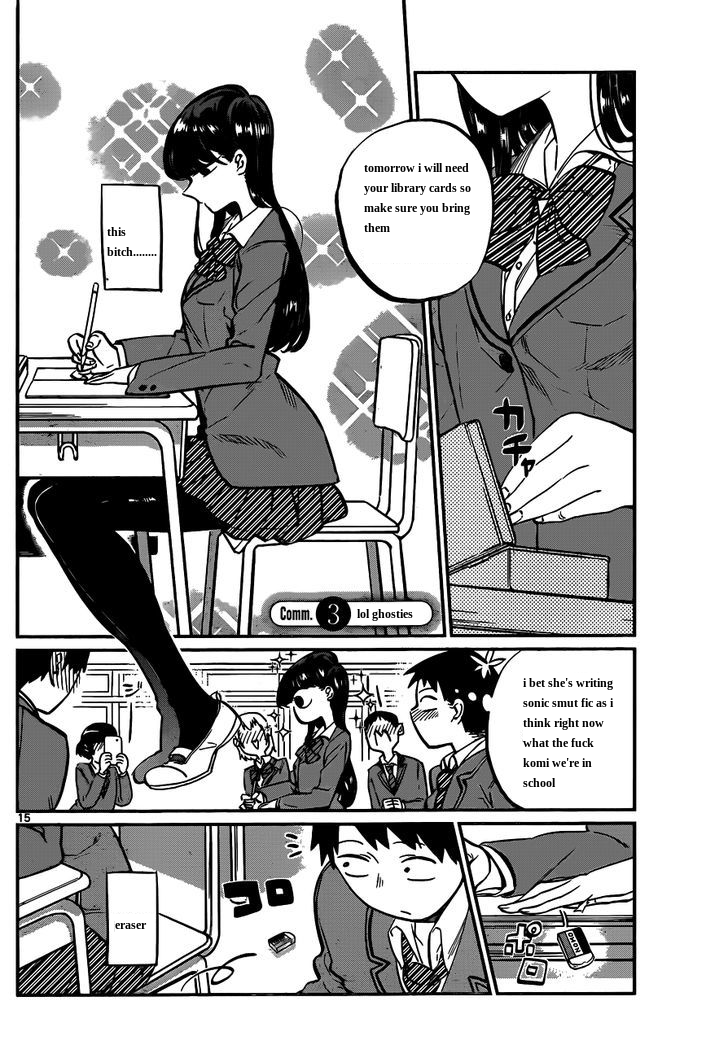 tomorrow i will need
your library cards so
make sure you bring
them
this
bitch........
カチャ
Comm. 3 lol ghosties
i bet she's writing
sonic smut fic as i
think right now
what the fuck
komi we're in
school
15
ポロ
MONO
コロ
eraser